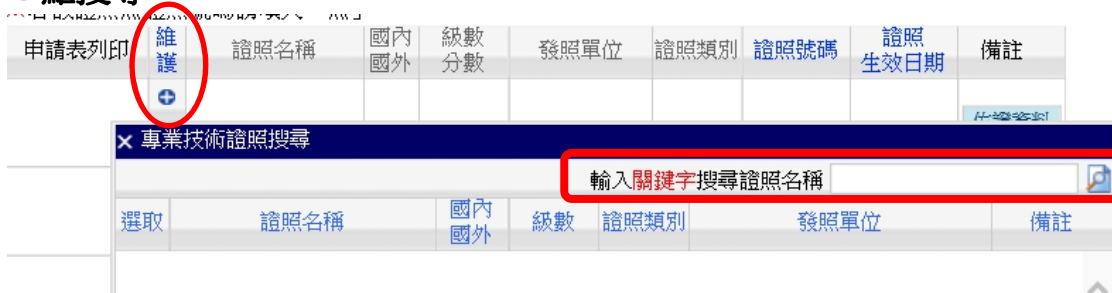 申請表列印 維護 證照名稱 國內國外 級數分數 發照單位 證照類別 證照號碼 證照生效日期 備註
專業技術證照搜尋
輸入關鍵字搜尋證照名稱
選取 證照名稱 國內國外 級數 證照類別 發照單位 備註